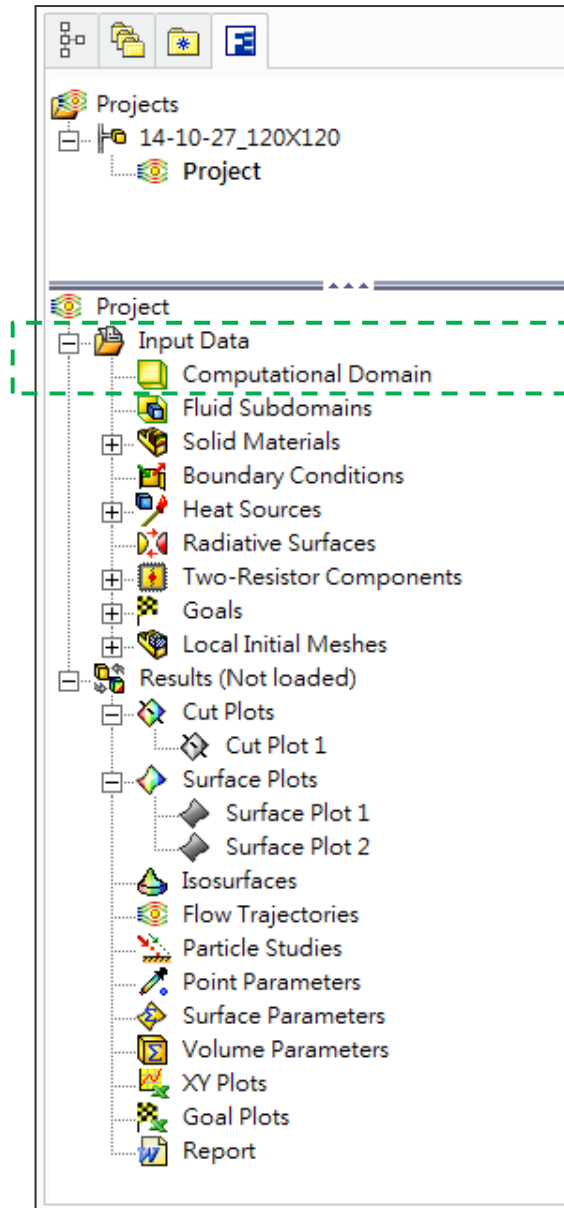 Projects
14-10-27_120X120
Project
Project
Input Data
Computational Domain
Fluid Subdomains
Solid Materials
Boundary Conditions
Heat Sources
Radiative Surfaces
Two-Resistor Components
Goals
Local Initial Meshes
Results (Not loaded)
Cut Plots
Cut Plot 1
Surface Plots
Surface Plot 1
Surface Plot 2
Isosurfaces
Flow Trajectories
Particle Studies
Point Parameters
Surface Parameters
Volume Parameters
XY Plots
Goal Plots
Report